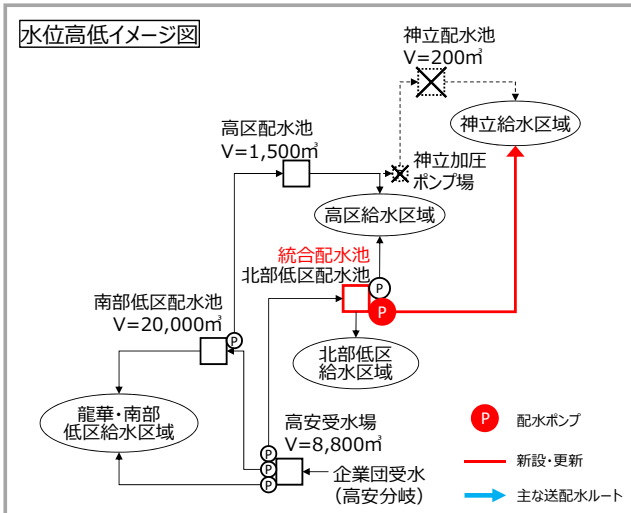 水位高低イメージ図
神立配水池
V=200㎥
神立給水区域
高区配水池
V=1,500㎥
神立加圧
ポンプ場
高区給水区域
統合配水池
北部低区配水池
P
P
南部低区配水池
V=20,000㎥
P
北部低区
給水区域
龍華・南部
低区給水区域
高安受水場
V=8,800㎥
P
P
P
企業団受水
(高安分岐)
P 配水ポンプ
新設・更新
主な送配水ルート